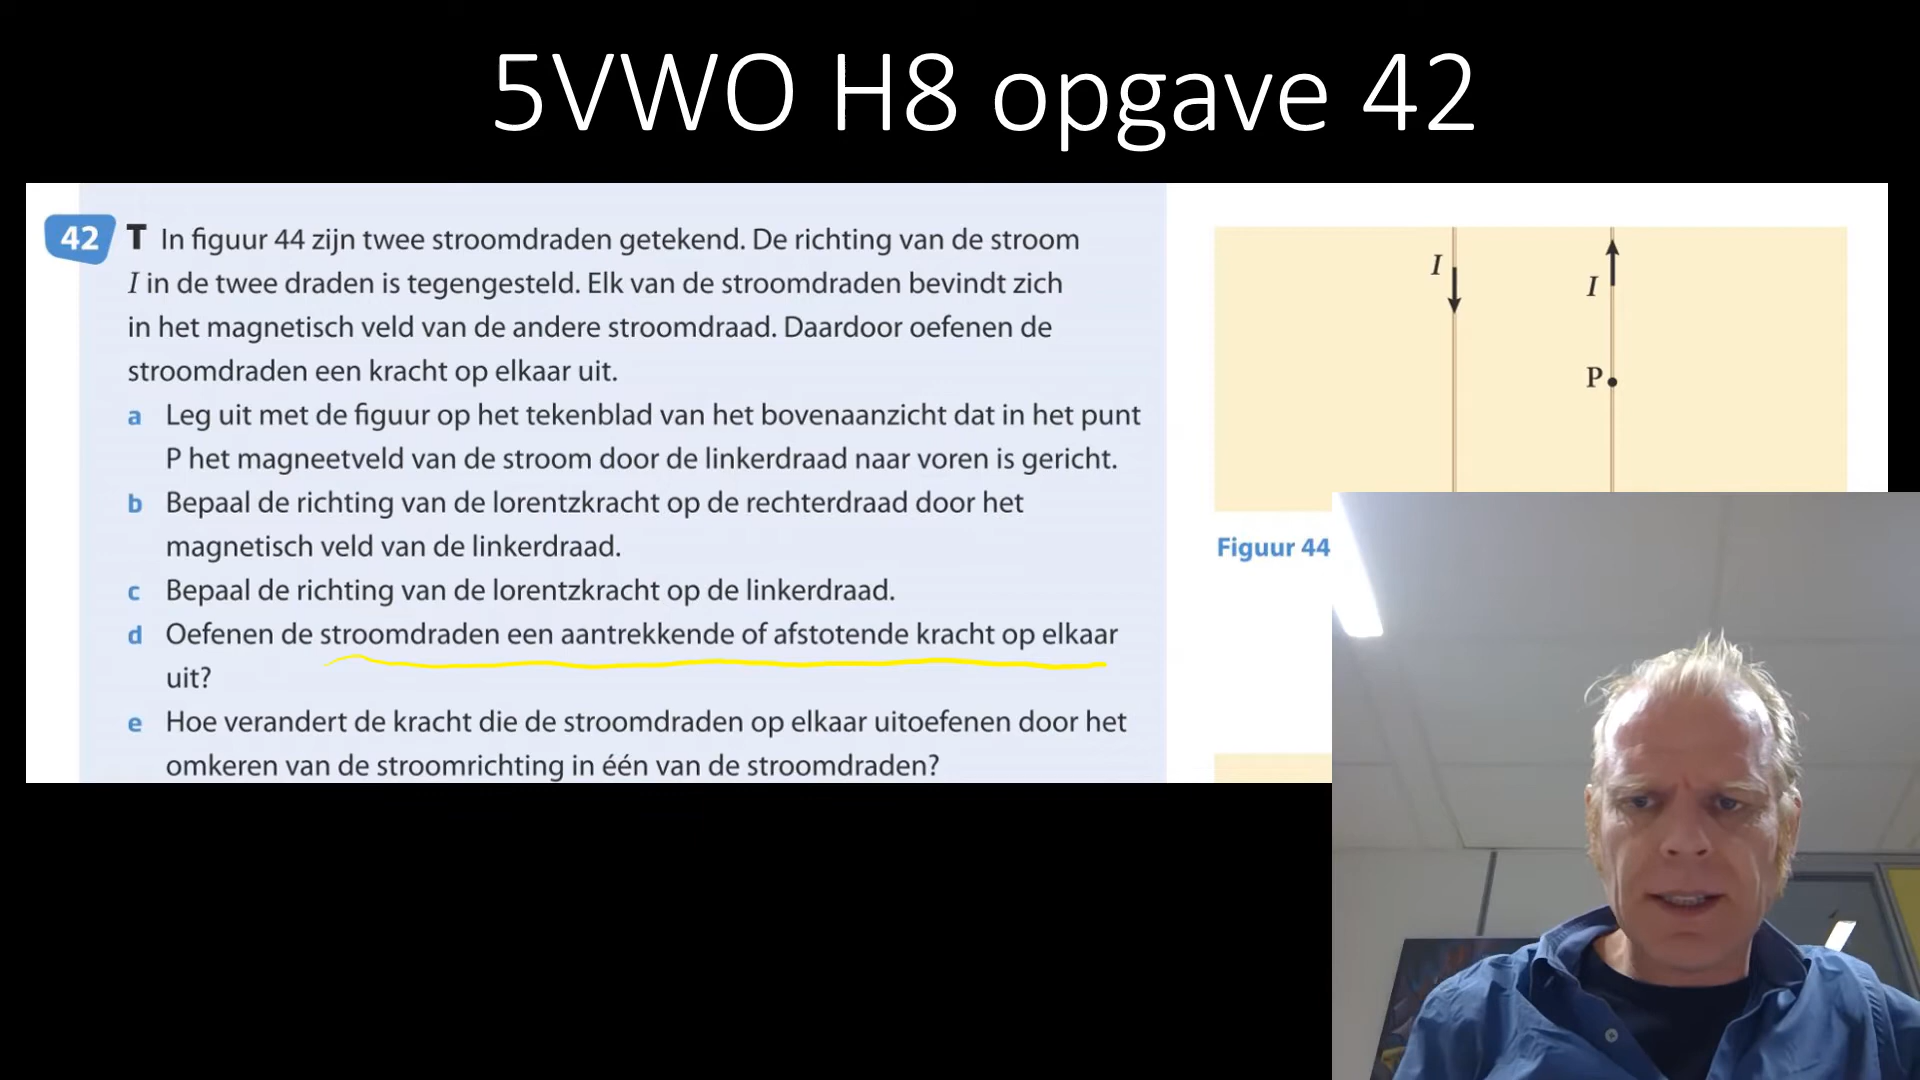 5VWO H8 opgave 42
42 T In figuur 44 zijn twee stroomdraden getekend. De richting van de stroom
I in de twee draden is tegengesteld. Elk van de stroomdraden bevindt zich
in het magnetisch veld van de andere stroomdraad. Daardoor oefenen de
stroomdraden een kracht op elkaar uit.
a Leg uit met de figuur op het tekenblad van het bovenaanzicht dat in het punt
P het magneetveld van de stroom door de linkerdraad naar voren is gericht.
b Bepaal de richting van de lorentzkracht op de rechterdraad door het
magnetisch veld van de linkerdraad.
c Bepaal de richting van de lorentzkracht op de linkerdraad.
d Oefenen de stroomdraden een aantrekkende of afstotende kracht op elkaar
uit?
e Hoe verandert de kracht die de stroomdraden op elkaar uitoefenen door het
omkeren van de stroomrichting in één van de stroomdraden?
I
I
P
Figuur 44